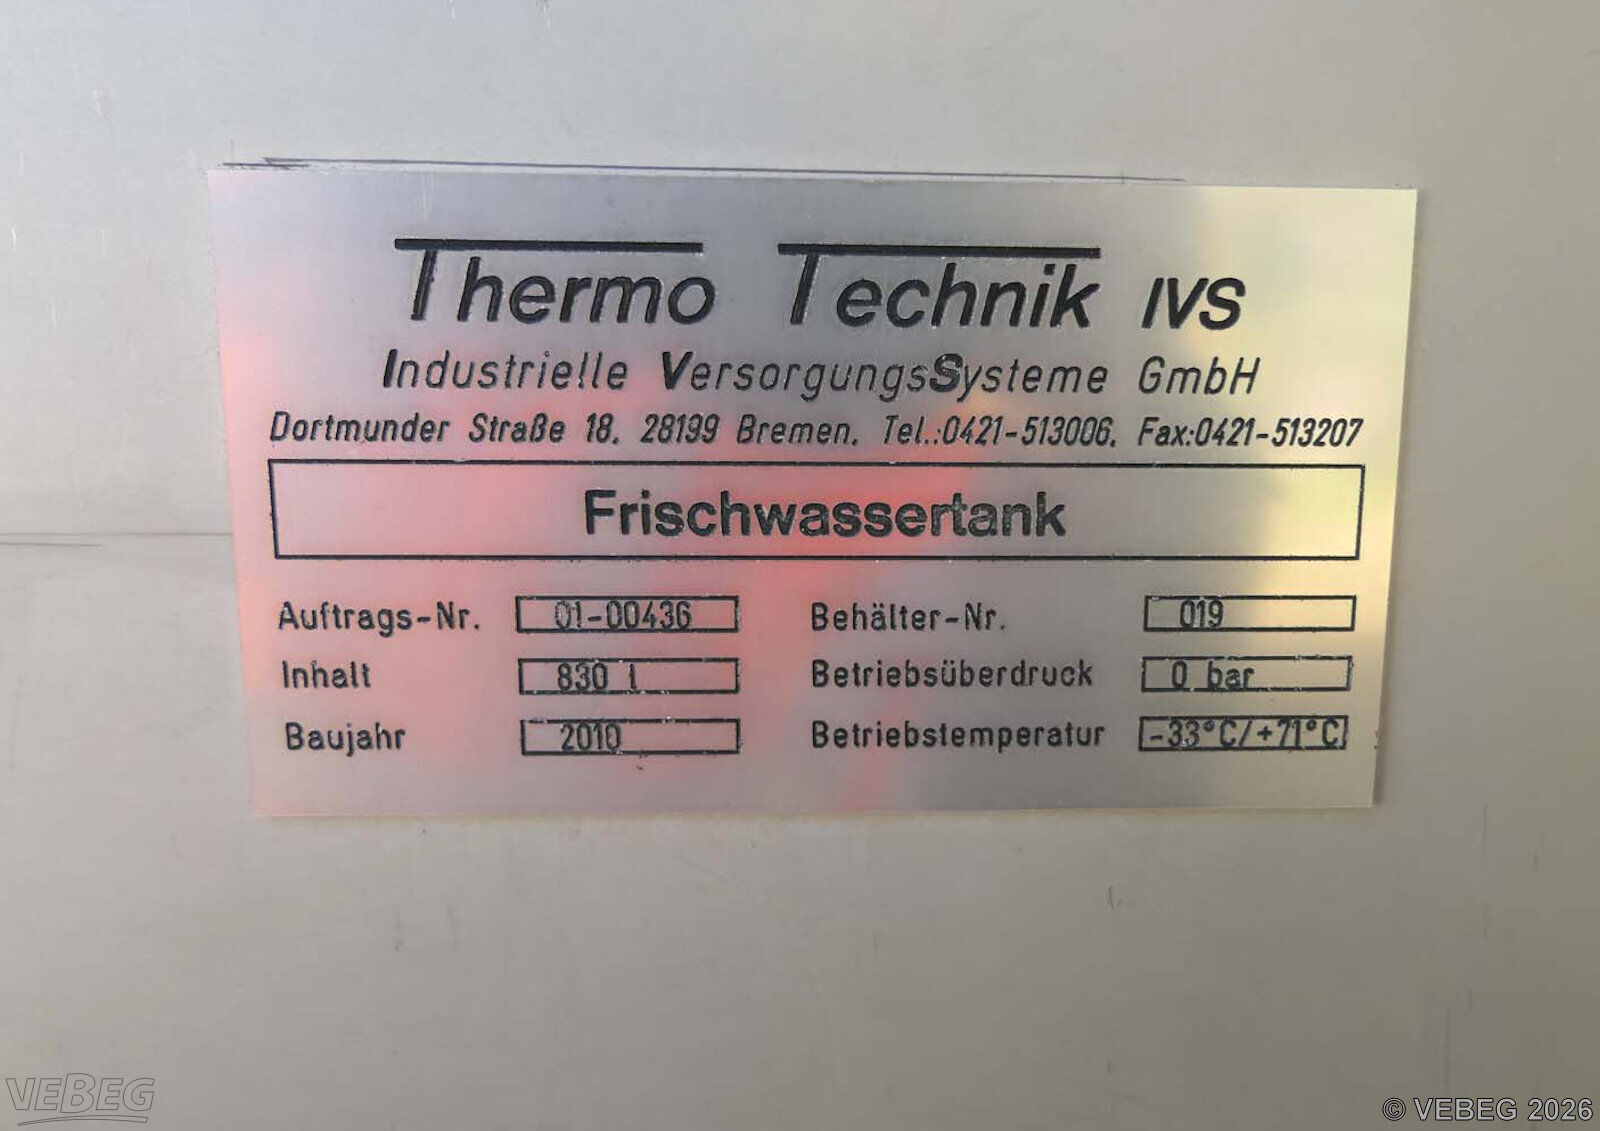 Thermo Technik IVS
Industrielle VersorgungsSysteme GmbH
Dortmunder Straße 18, 28199 Bremen, Tel.:0421-513006, Fax:0421-513207
Frischwassertank
Auftrags-Nr. 01-00436 Behälter-Nr. 019
Inhalt 830 l Betriebsüberdruck 0 bar
Baujahr 2010 Betriebstemperatur -33°C/+71°C
VEBEG
© VEBEG 2026